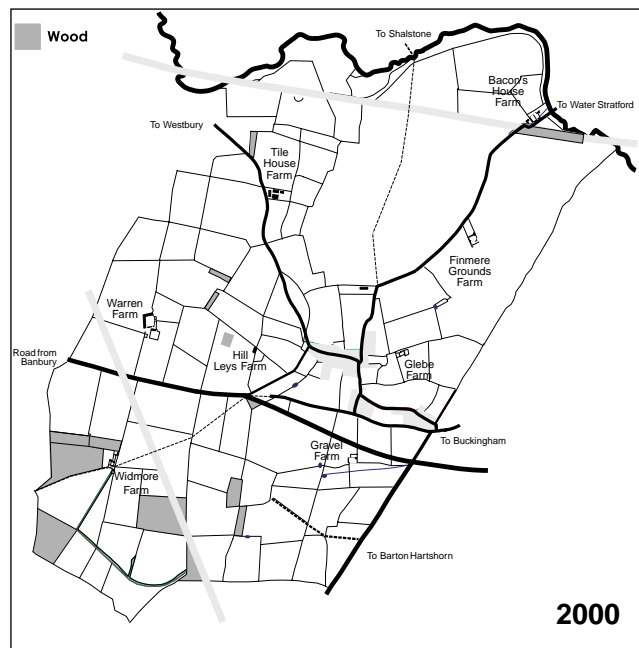 Wood
To Shalstone
Bacon's
House
Farm
To Water Stratford
To Westbury
Tile
House
Farm
Finmere
Grounds
Farm
Warren
Farm
Road from
Banbury
Hill
Leys Farm
Glebe
Farm
To Buckingham
Gravel
Farm
Widmore
Farm
To Barton Hartshorn
2000